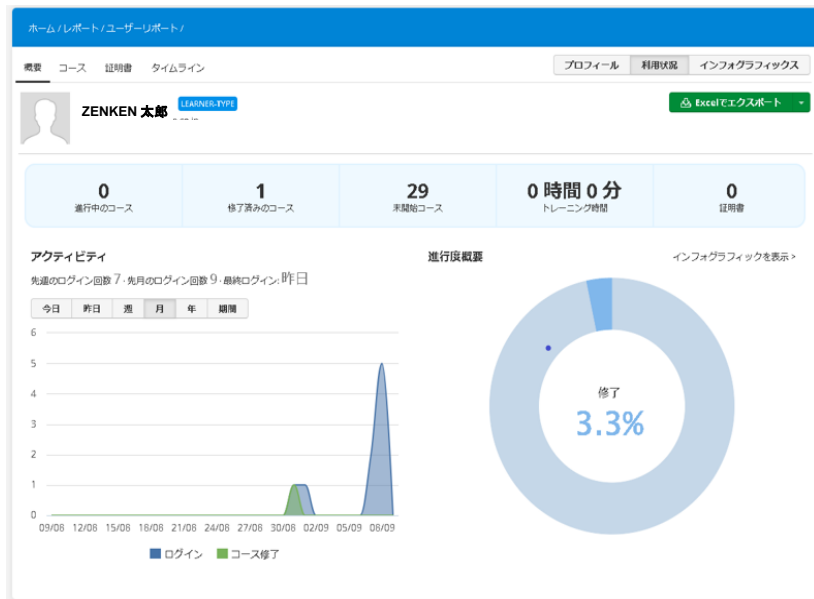 ホーム / レポート / ユーザーリポート /
概要 コース 証明書 タイムライン プロフィール 利用状況 インフォグラフィックス
ZENKEN 太郎 LEARNER-TYPE Excelでエクスポート
0 1 29 0 時間 0 分 0
進行中のコース 修了済みのコース 未開始コース トレーニング時間 証明書
アクティビティ 進行度概要 インフォグラフィックを表示 >
先週のログイン回数 7 · 先月のログイン回数 9 · 最終ログイン: 昨日
今日 昨日 週 月 年 期間
6
5
4
3
2
1
0
09/08 12/08 15/08 18/08 21/08 24/08 27/08 30/08 02/09 05/09 08/09
ログイン コース修了
修了
3.3%